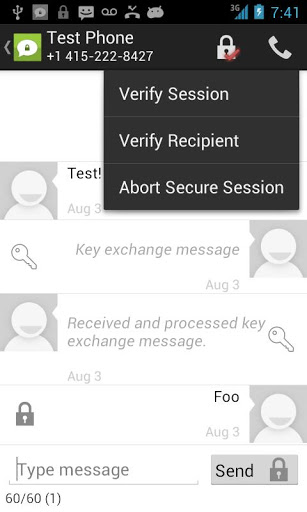 3G 7:41
Test Phone
+1 415-222-8427
Verify Session
Verify Recipient
Abort Secure Session
Test!
Aug 3
Key exchange message
Aug 3
Received and processed key
exchange message.
Aug 3
Foo
Aug 3
Type message
Send
60/60 (1)